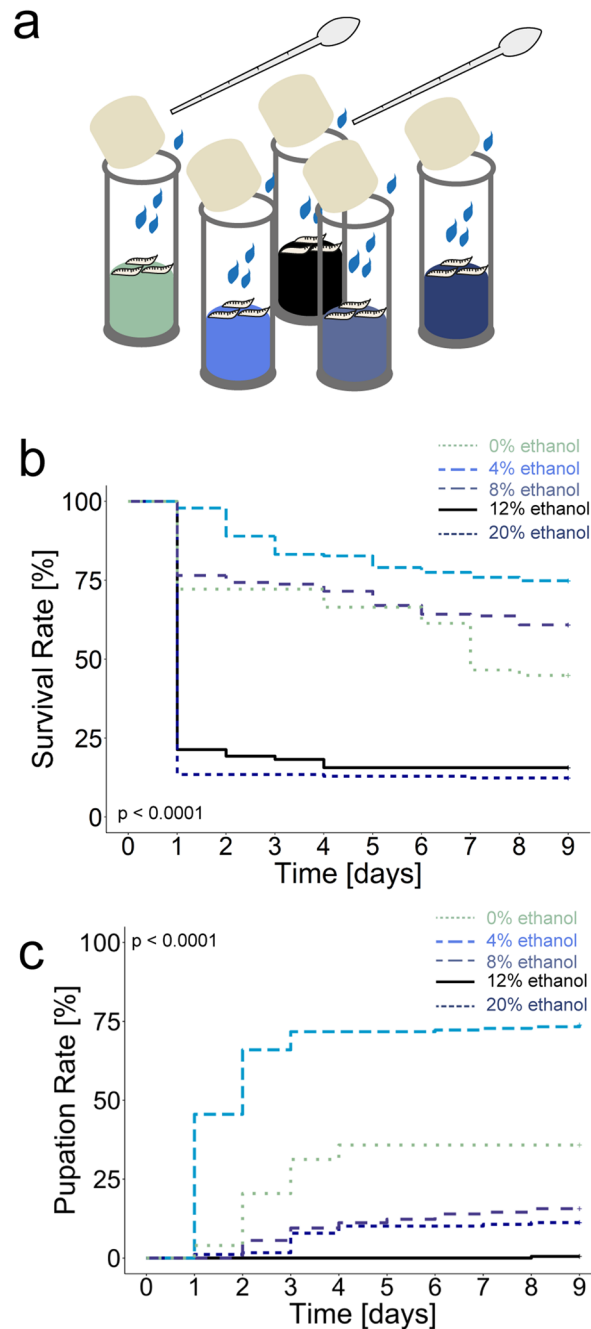 a
b
0% ethanol
4% ethanol
8% ethanol
12% ethanol
20% ethanol
100
75
50
25
0
Survival Rate [%]
p < 0.0001
0 1 2 3 4 5 6 7 8 9
Time [days]
c
0% ethanol
4% ethanol
8% ethanol
12% ethanol
20% ethanol
p < 0.0001
100
75
50
25
0
Pupation Rate [%]
0 1 2 3 4 5 6 7 8 9
Time [days]